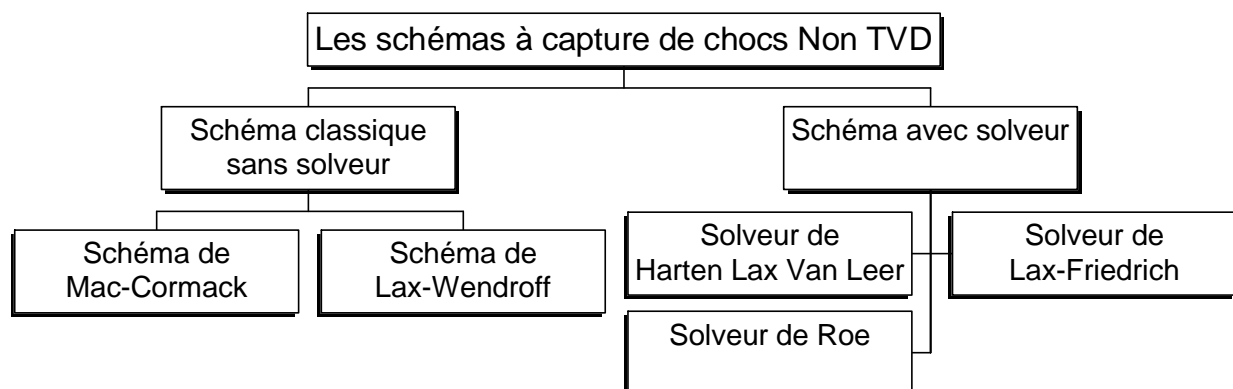 Les schémas à capture de chocs Non TVD
Schéma classique
sans solveur
Schéma avec solveur
Schéma de
Mac-Cormack
Schéma de
Lax-Wendroff
Solveur de
Harten Lax Van Leer
Solveur de
Lax-Friedrich
Solveur de Roe